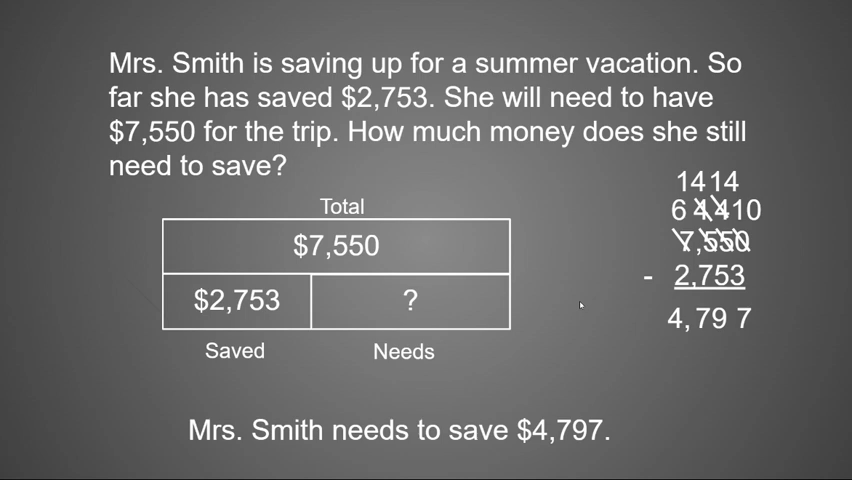 Mrs. Smith is saving up for a summer vacation. So
far she has saved $2,753. She will need to have
$7,550 for the trip. How much money does she still
need to save?
Total
$7,550
$2,753
?
Saved
Needs
14 14
6 4 4 10
7,550
- 2,753
4,79 7
Mrs. Smith needs to save $4,797.